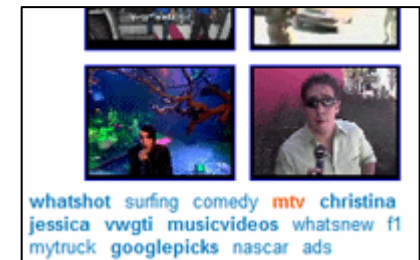 whatshot surfing comedy mtv christina
jessica vwgti musicvideos whatsnew f1
mytruck googlepicks nascar ads